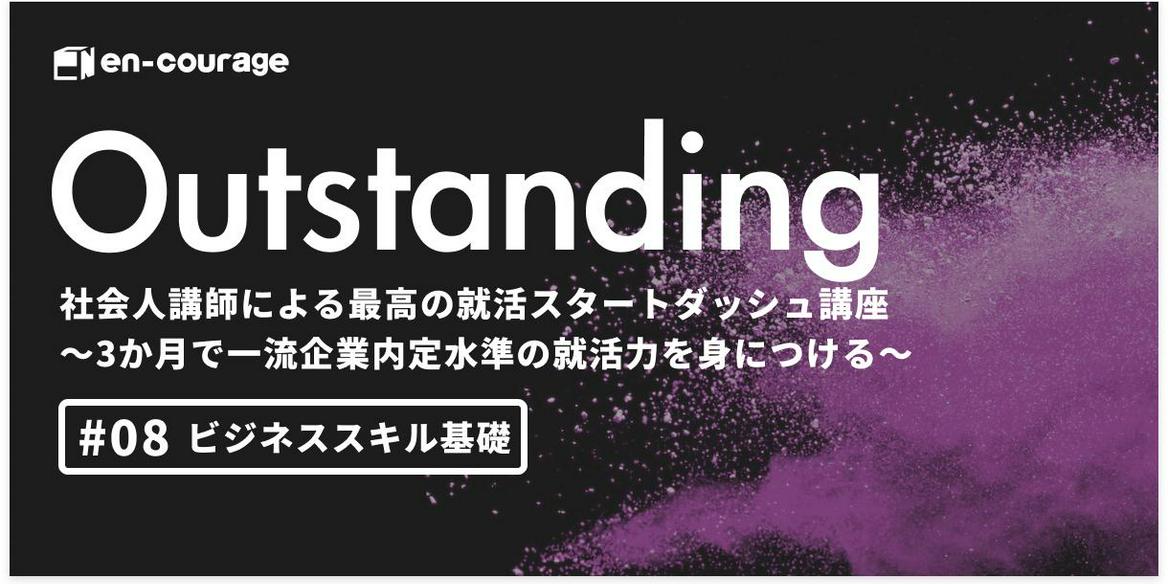 en-courage
Outstanding
社会人講師による最高の就活スタートダッシュ講座
～3か月で一流企業内定水準の就活力を身につける～
#08 ビジネススキル基礎